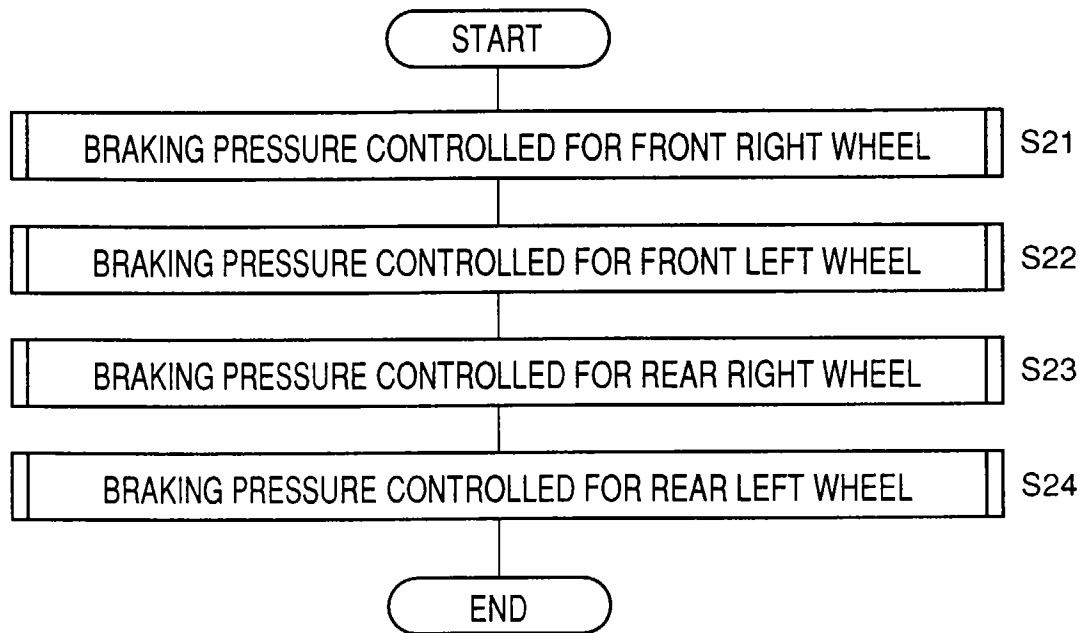 START
BRAKING PRESSURE CONTROLLED FOR FRONT RIGHT WHEEL S21
BRAKING PRESSURE CONTROLLED FOR FRONT LEFT WHEEL S22
BRAKING PRESSURE CONTROLLED FOR REAR RIGHT WHEEL S23
BRAKING PRESSURE CONTROLLED FOR REAR LEFT WHEEL S24
END